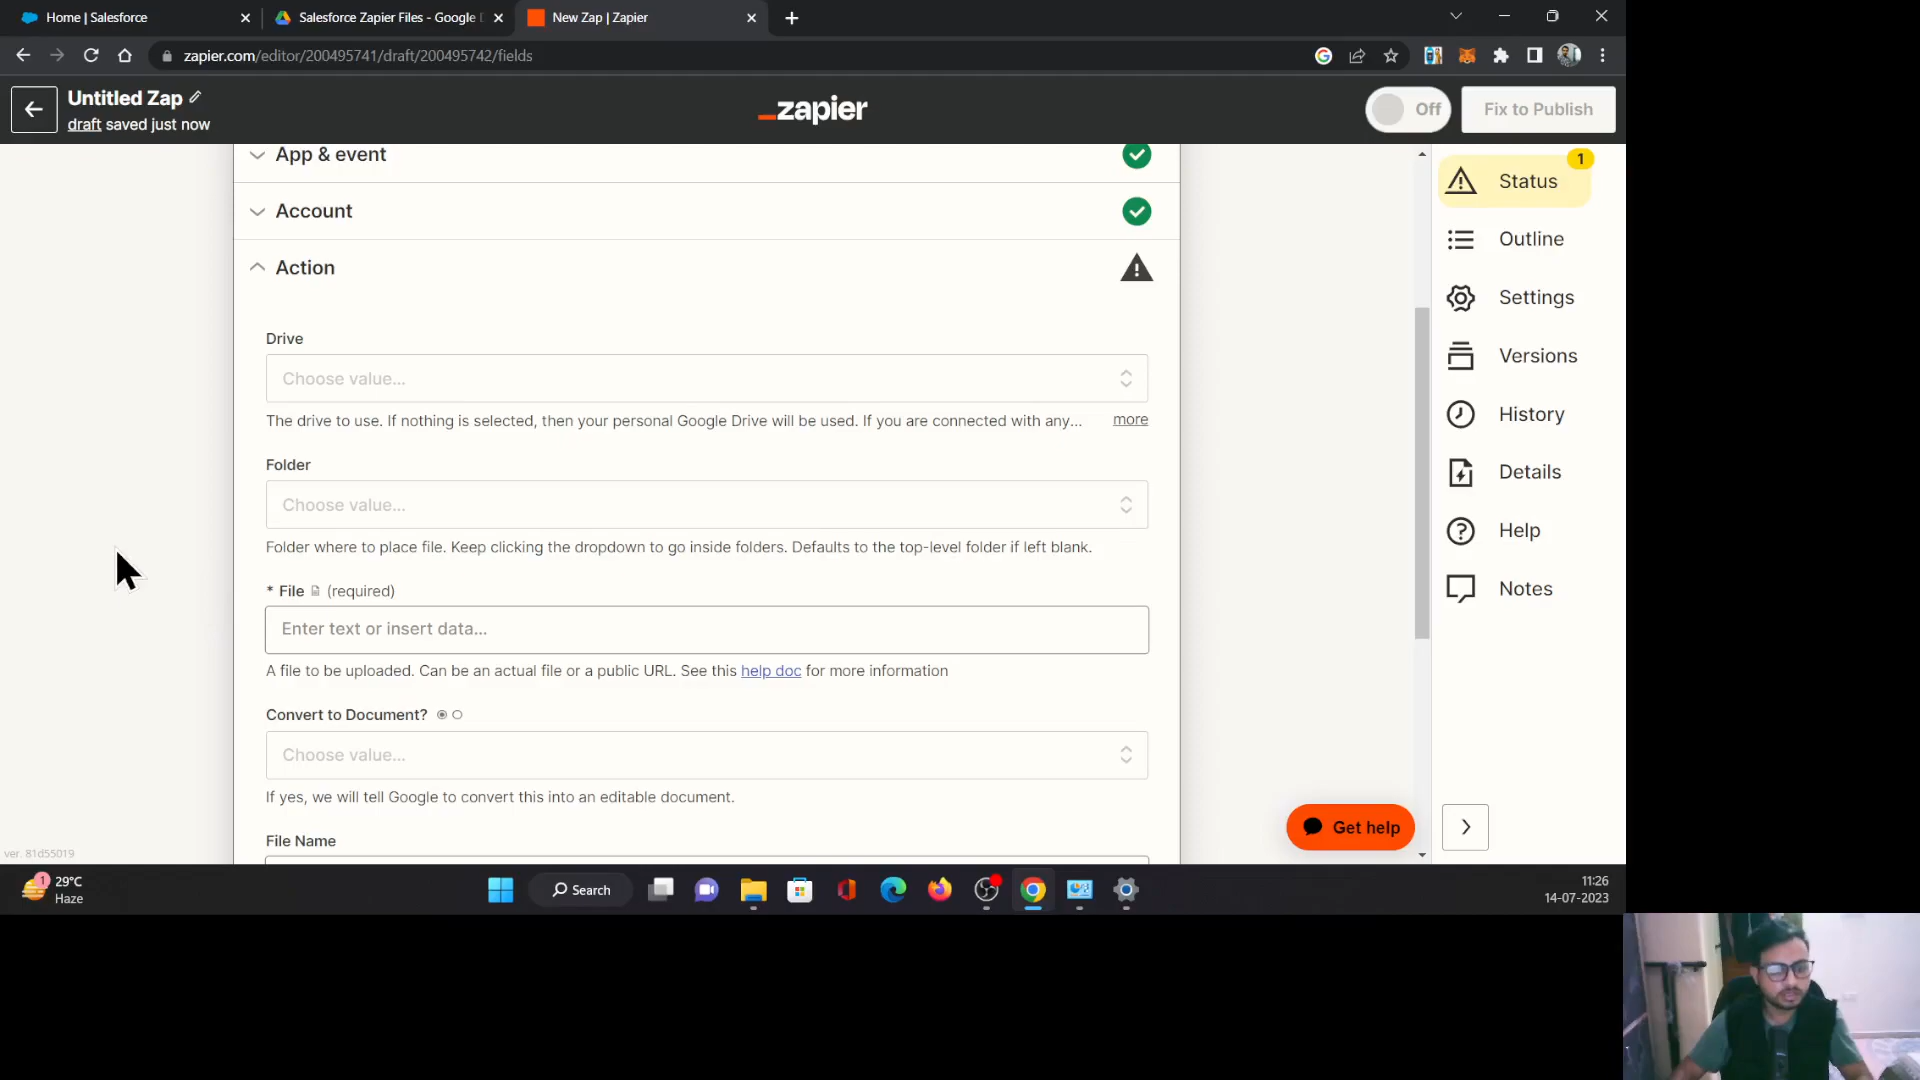 Home | Salesforce
Salesforce Zapier Files - Google
New Zap | Zapier
zapier.com/editor/200495741/draft/200495742/fields
Untitled Zap
draft saved just now
_zapier
Off
Fix to Publish
App & event
Account
Action
Drive
Choose value...
The drive to use. If nothing is selected, then your personal Google Drive will be used. If you are connected with any...
more
Folder
Choose value...
Folder where to place file. Keep clicking the dropdown to go inside folders. Defaults to the top-level folder if left blank.
* File (required)
Enter text or insert data...
A file to be uploaded. Can be an actual file or a public URL. See this help doc for more information
Convert to Document?
Choose value...
If yes, we will tell Google to convert this into an editable document.
File Name
1
Status
Outline
Settings
Versions
History
Details
Help
Notes
Get help
ver. 81d55019
1
29°C
Haze
Search
11:26
14-07-2023